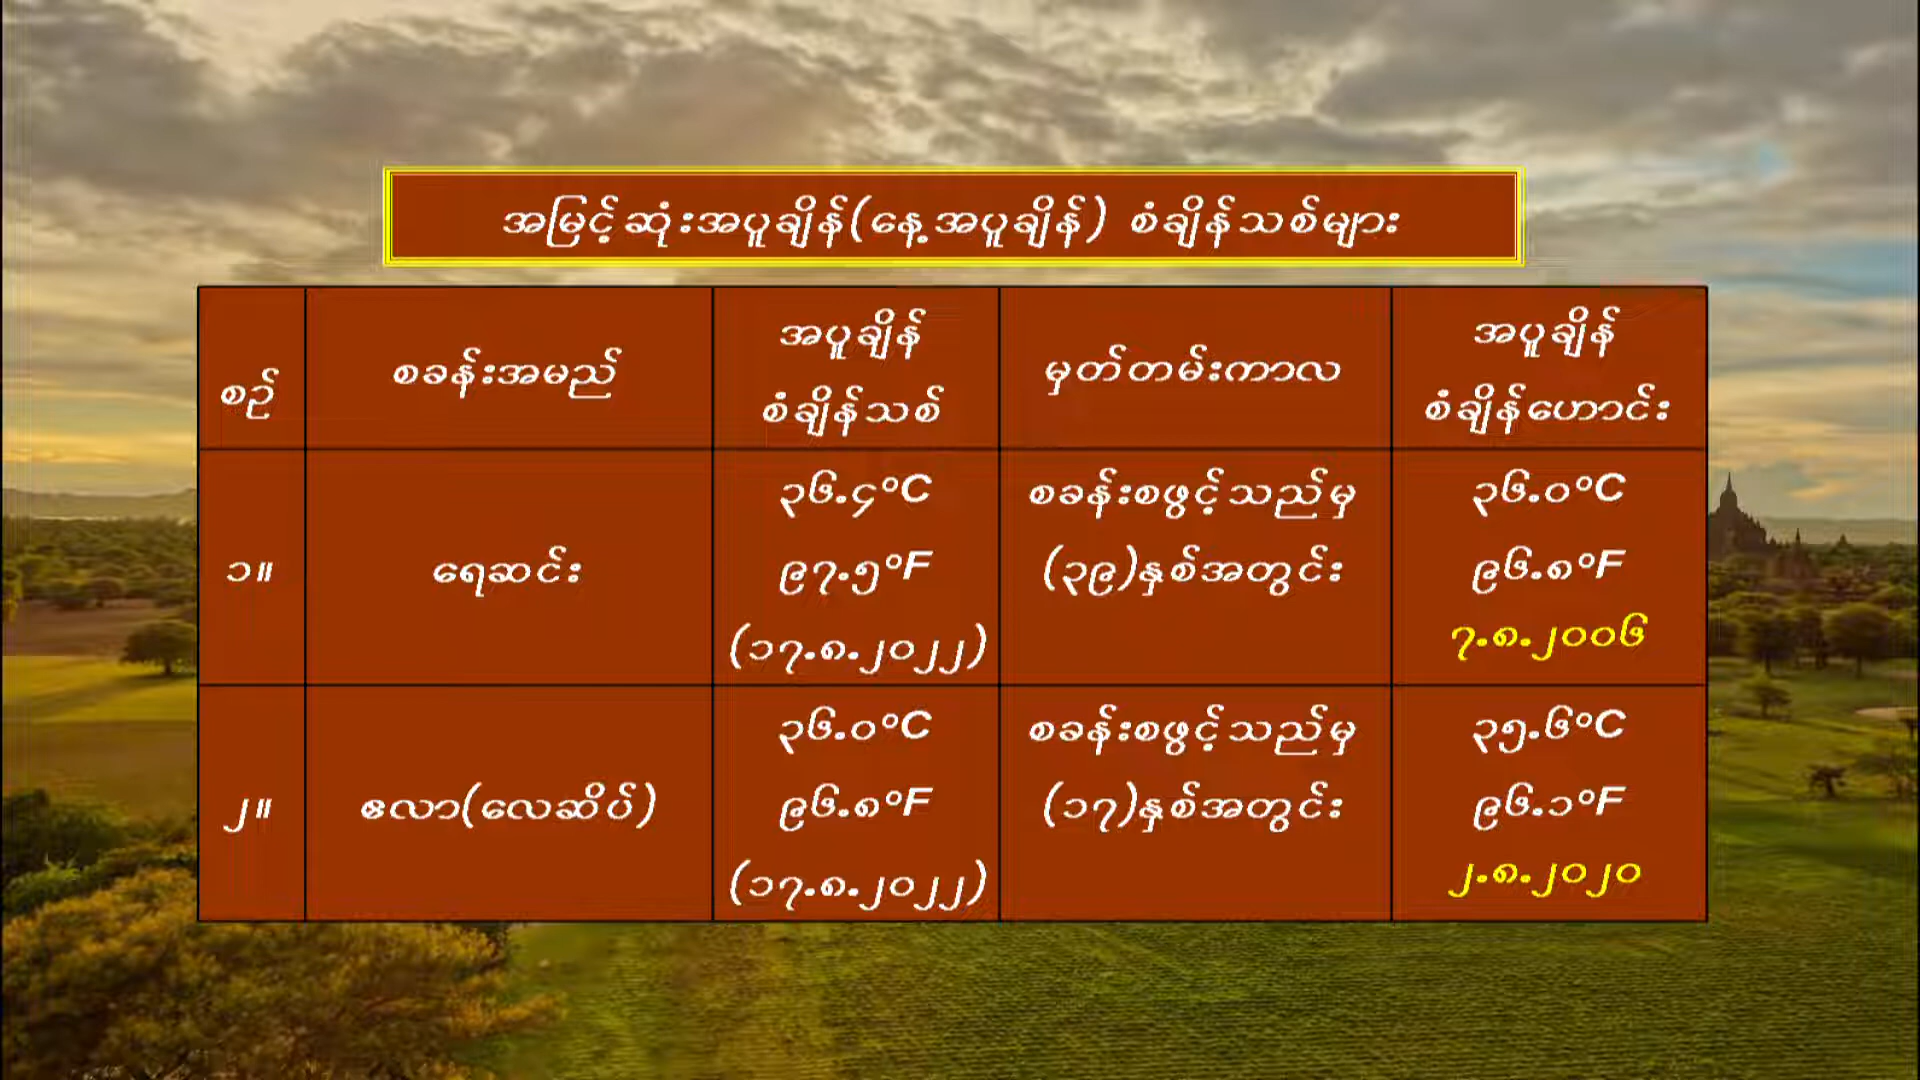 အမြင့်ဆုံးအပူချိန်(နေ့အပူချိန်) စံချိန်သစ်များ
စဉ်
စခန်းအမည်
အပူချိန်
စံချိန်သစ်
မှတ်တမ်းကာလ
အပူချိန်
စံချိန်ဟောင်း
၁။
ရေဆင်း
၃၆.၄°C
၉၇.၅°F
(၁၇.၈.၂၀၂၂)
စခန်းစဖွင့်သည်မှ
(၃၉)နှစ်အတွင်း
၃၆.၀°C
၉၆.၈°F
၇.၈.၂၀၀၆
၂။
ဧလာ(လေဆိပ်)
၃၆.၀°C
၉၆.၈°F
(၁၇.၈.၂၀၂၂)
စခန်းစဖွင့်သည်မှ
(၁၇)နှစ်အတွင်း
၃၅.၆°C
၉၆.၁°F
၂.၈.၂၀၂၀